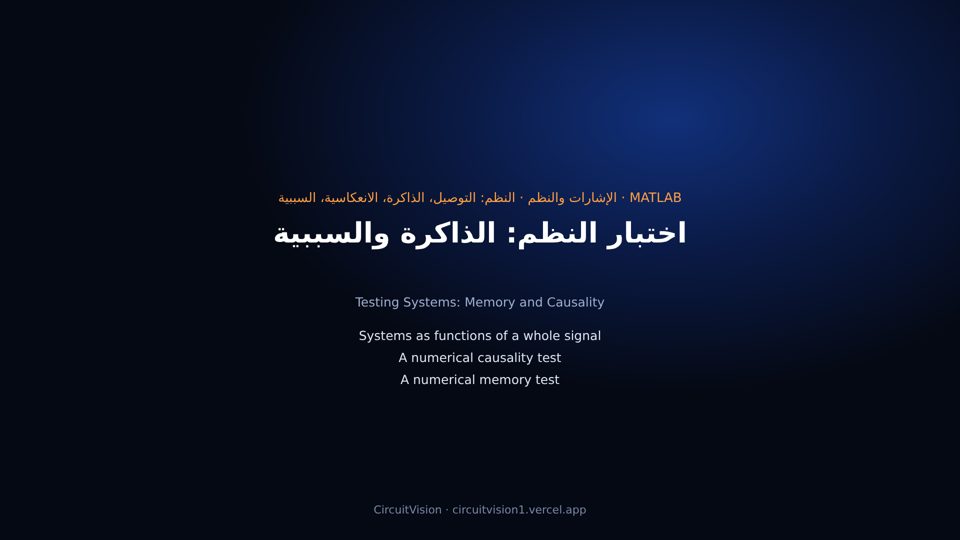 MATLAB · الإشارات والنظم · النظم: التوصيل، الذاكرة، الانعكاسية، السببية
اختبار النظم: الذاكرة والسببية
Testing Systems: Memory and Causality
Systems as functions of a whole signal
A numerical causality test
A numerical memory test
CircuitVision · circuitvision1.vercel.app